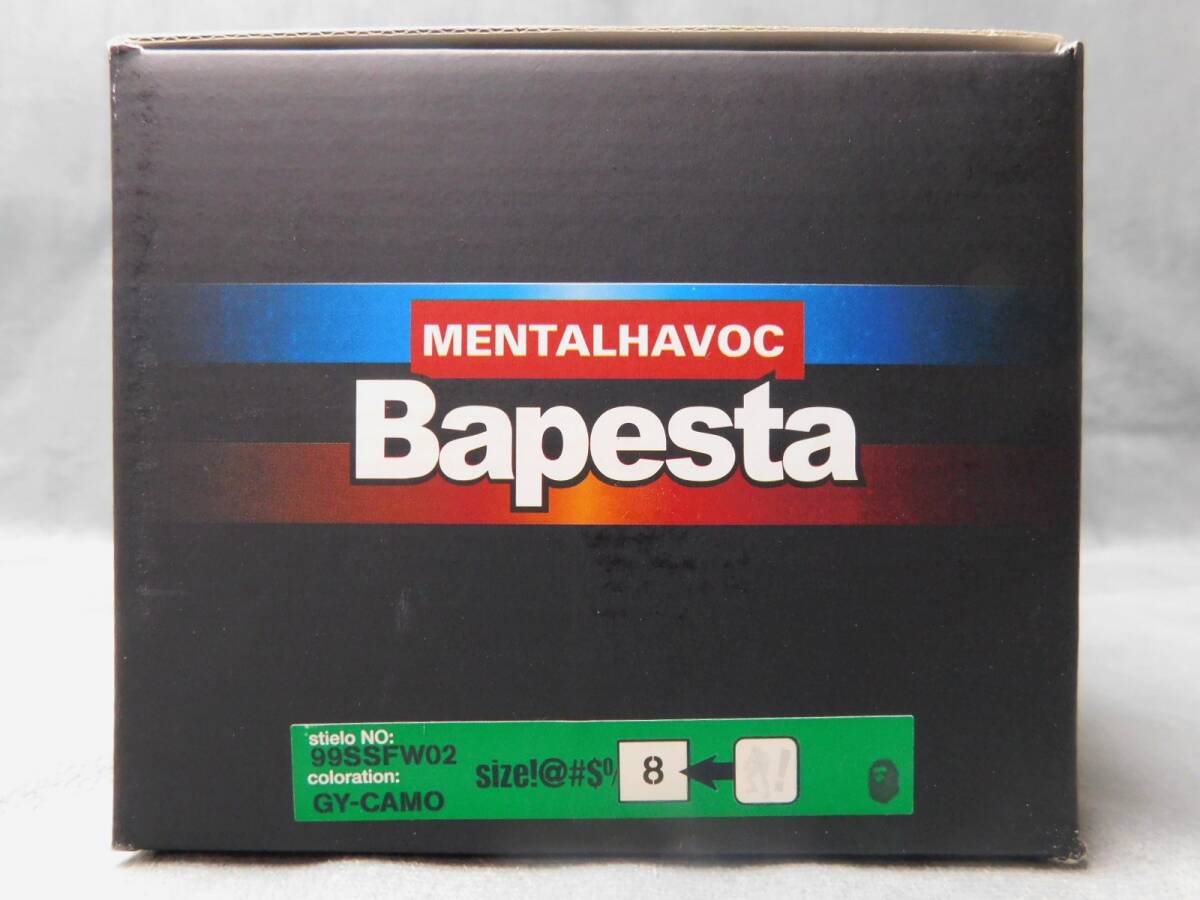 MENTALHAVOC
Bapesta
stielo NO:
99SSFW02
coloration:
GY-CAMO
size!@#$%
8
!